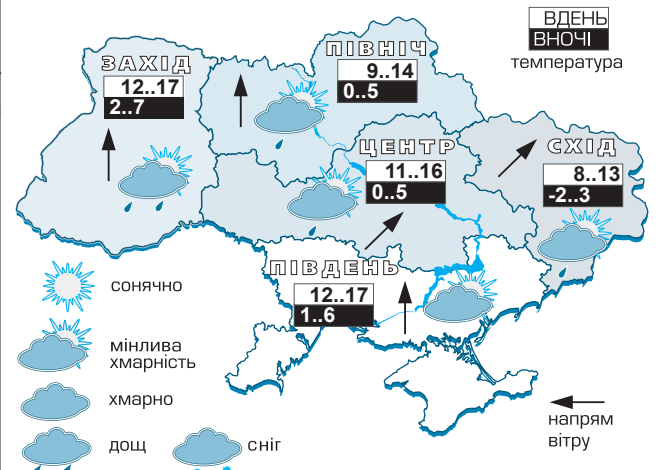 ВДЕНЬ
ВНОЧІ
температура
ПІВНІЧ
9..14
0..5
ЗАХІД
12..17
2..7
ЦЕНТР
11..16
0..5
СХІД
8..13
-2..3
ПІВДЕНЬ
12..17
1..6
сонячно
мінлива
хмарність
хмарно
дощ
сніг
напрям
вітру